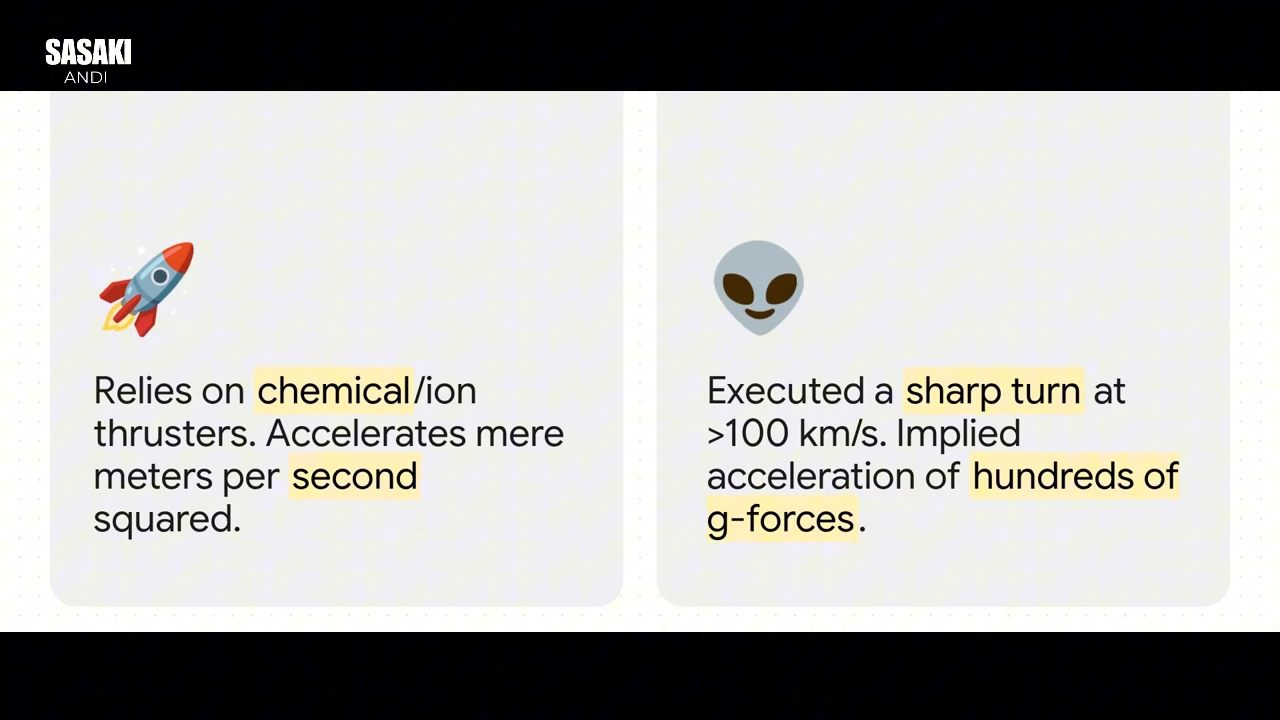 SASAKI
ANDI
Relies on chemical/ion
thrusters. Accelerates mere
meters per second
squared.
Executed a sharp turn at
>100 km/s. Implied
acceleration of hundreds of
g-forces.